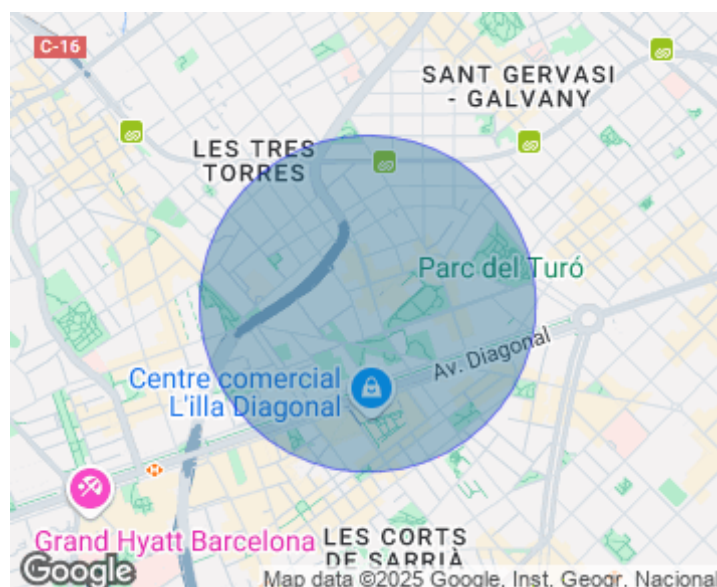 C-16
SANT GERVASI
- GALVANY
LES TRES
TORRES
Parc del Turó
Av. Diagonal
Centre comercial
L'illa Diagonal
Grand Hyatt Barcelona
LES CORTS
DE SARRIÀ
Google
Map data ©2025 Google, Inst. Geogr. Nacional